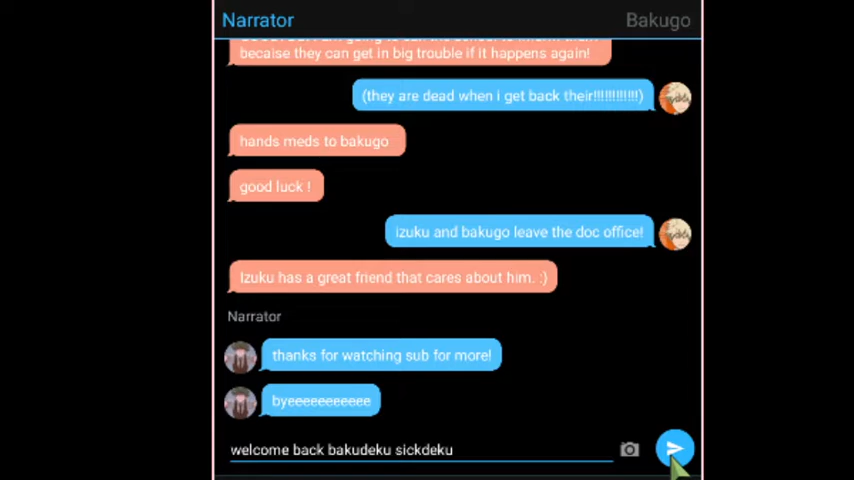 Narrator
Bakugo
becaise they can get in big trouble if it happens again!
(they are dead when i get back their!!!!!!!!!!!!)
hands meds to bakugo
good luck !
izuku and bakugo leave the doc office!
Izuku has a great friend that cares about him. :)
Narrator
thanks for watching sub for more!
byeeeeeeeeeee
welcome back bakudeku sickdeku